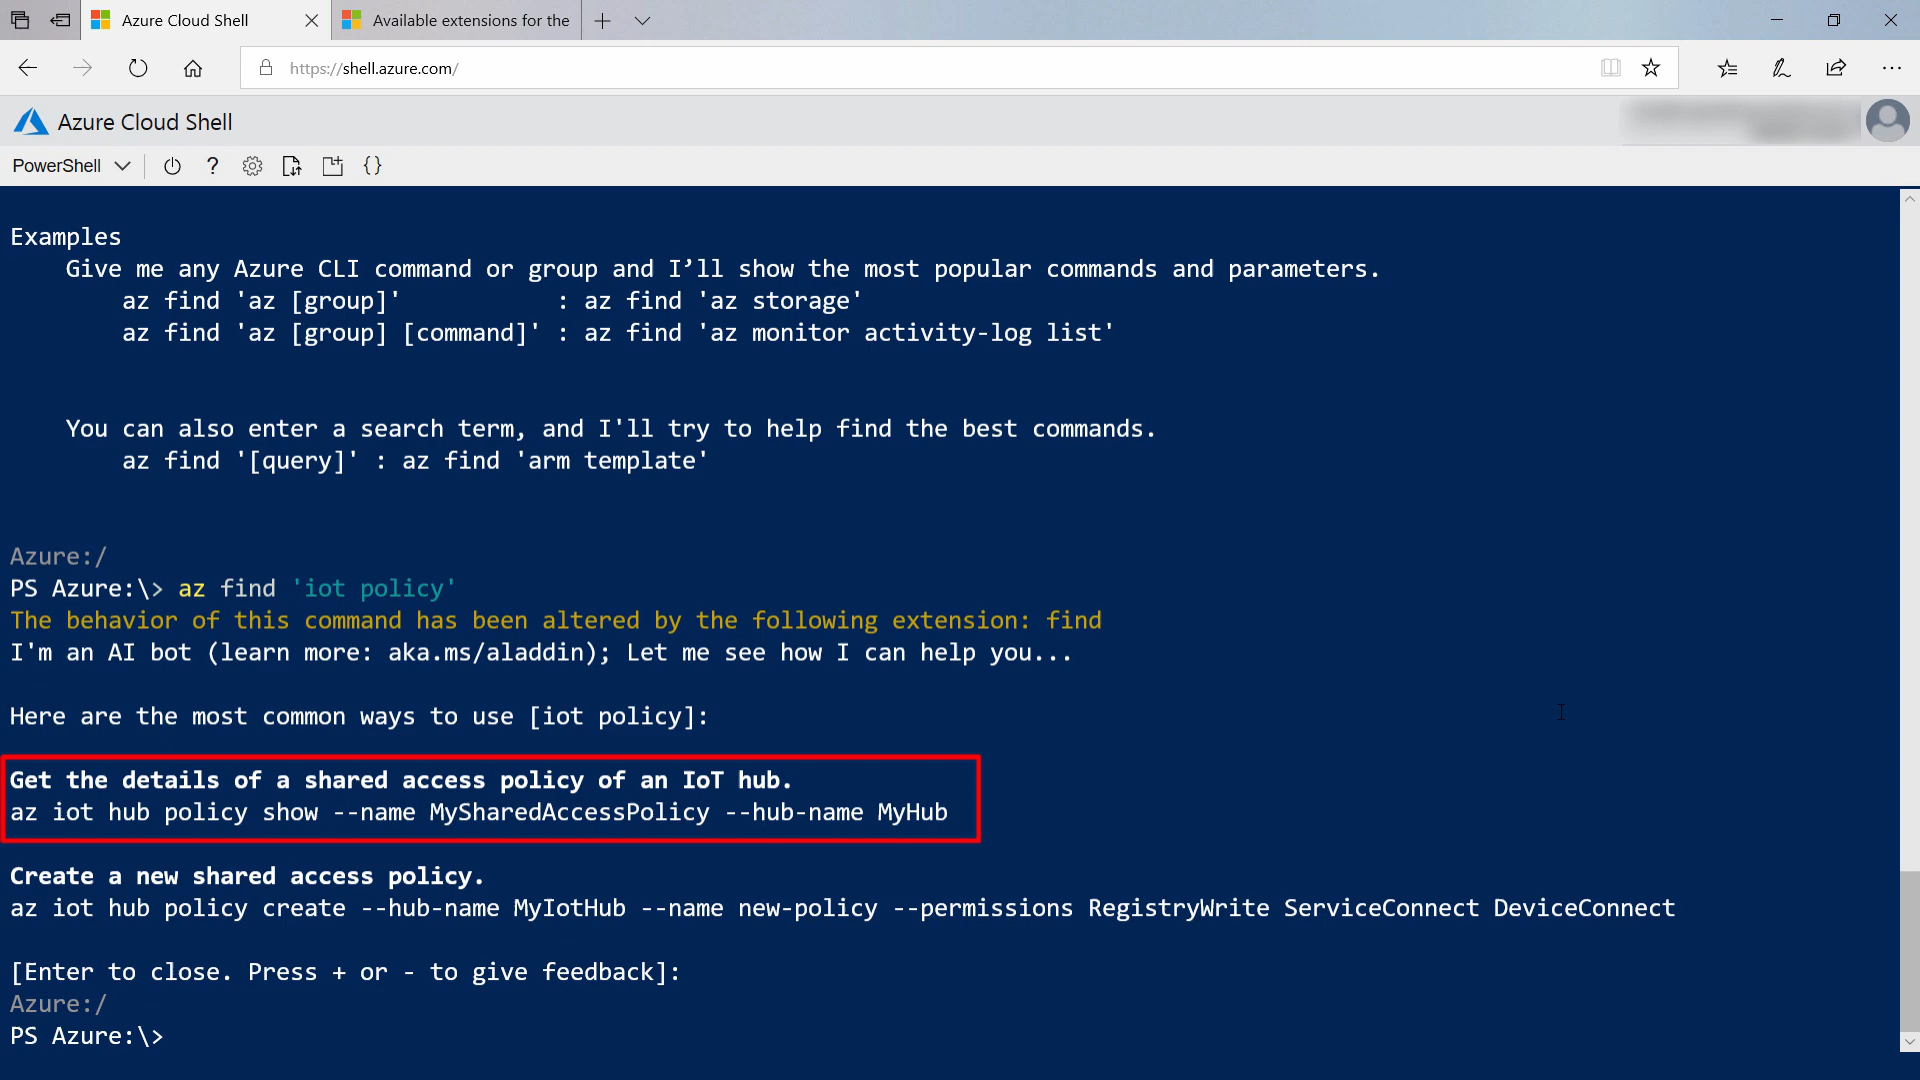 Azure Cloud Shell
Available extensions for the
https://shell.azure.com/
Azure Cloud Shell
PowerShell
Examples
Give me any Azure CLI command or group and I’ll show the most popular commands and parameters.
az find 'az [group]' : az find 'az storage'
az find 'az [group] [command]' : az find 'az monitor activity-log list'
You can also enter a search term, and I'll try to help find the best commands.
az find '[query]' : az find 'arm template'
Azure:/
PS Azure:\> az find 'iot policy'
The behavior of this command has been altered by the following extension: find
I'm an AI bot (learn more: aka.ms/aladdin); Let me see how I can help you...
Here are the most common ways to use [iot policy]:
Get the details of a shared access policy of an IoT hub.
az iot hub policy show --name MySharedAccessPolicy --hub-name MyHub
Create a new shared access policy.
az iot hub policy create --hub-name MyIotHub --name new-policy --permissions RegistryWrite ServiceConnect DeviceConnect
[Enter to close. Press + or - to give feedback]:
Azure:/
PS Azure:\>